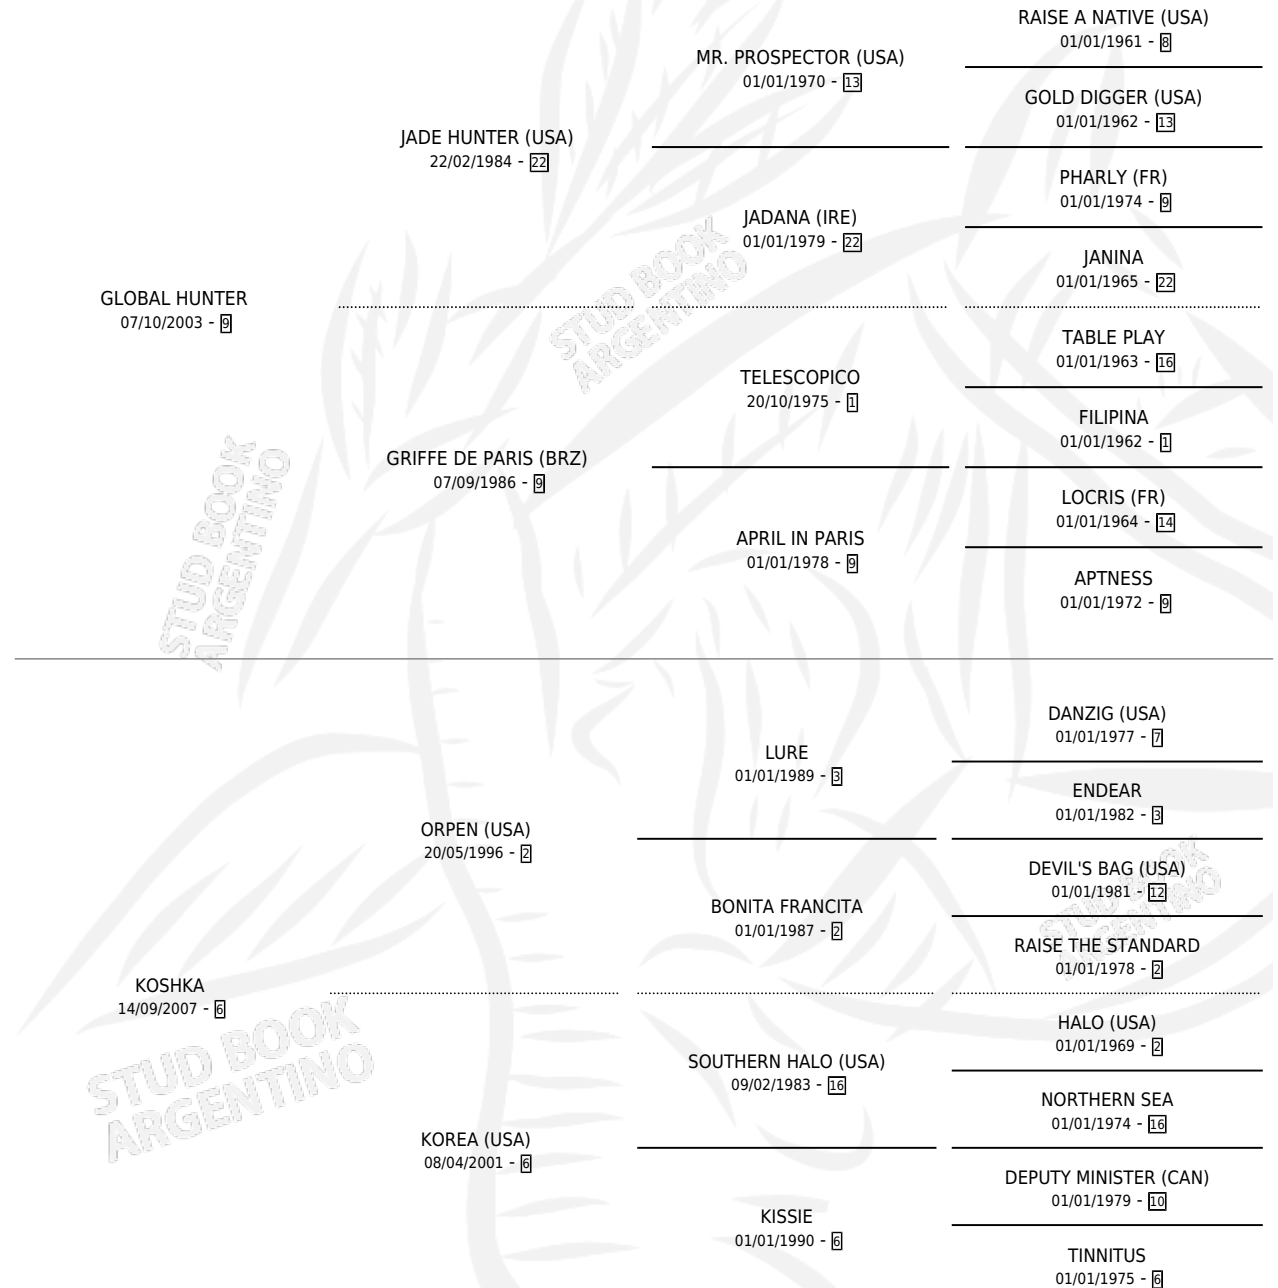 RAISE A NATIVE (USA)
01/01/1961 - 8
MR. PROSPECTOR (USA)
01/01/1970 - 13
GOLD DIGGER (USA)
01/01/1962 - 13
JADE HUNTER (USA)
22/02/1984 - 22
PHARLY (FR)
01/01/1974 - 9
JADANA (IRE)
01/01/1979 - 22
JANINA
01/01/1965 - 22
GLOBAL HUNTER
07/10/2003 - 9
TABLE PLAY
01/01/1963 - 16
TELESCOPICO
20/10/1975 - 1
FILIPINA
01/01/1962 - 1
GRIFFE DE PARIS (BRZ)
07/09/1986 - 9
LOCRIS (FR)
01/01/1964 - 14
APRIL IN PARIS
01/01/1978 - 9
APTNESS
01/01/1972 - 9
DANZIG (USA)
01/01/1977 - 7
LURE
01/01/1989 - 3
ENDEAR
01/01/1982 - 3
ORPEN (USA)
20/05/1996 - 2
DEVIL'S BAG (USA)
01/01/1981 - 12
BONITA FRANCITA
01/01/1987 - 2
RAISE THE STANDARD
01/01/1978 - 2
KOSHKA
14/09/2007 - 6
HALO (USA)
01/01/1969 - 2
SOUTHERN HALO (USA)
09/02/1983 - 16
NORTHERN SEA
01/01/1974 - 16
KOREA (USA)
08/04/2001 - 6
DEPUTY MINISTER (CAN)
01/01/1979 - 10
KISSIE
01/01/1990 - 6
TINNITUS
01/01/1975 - 6
STUD BOOK
ARGENTINO
STUD BOOK
ARGENTINO
STUD BOOK
ARGENTINO
STUD BOOK
ARGENTINO